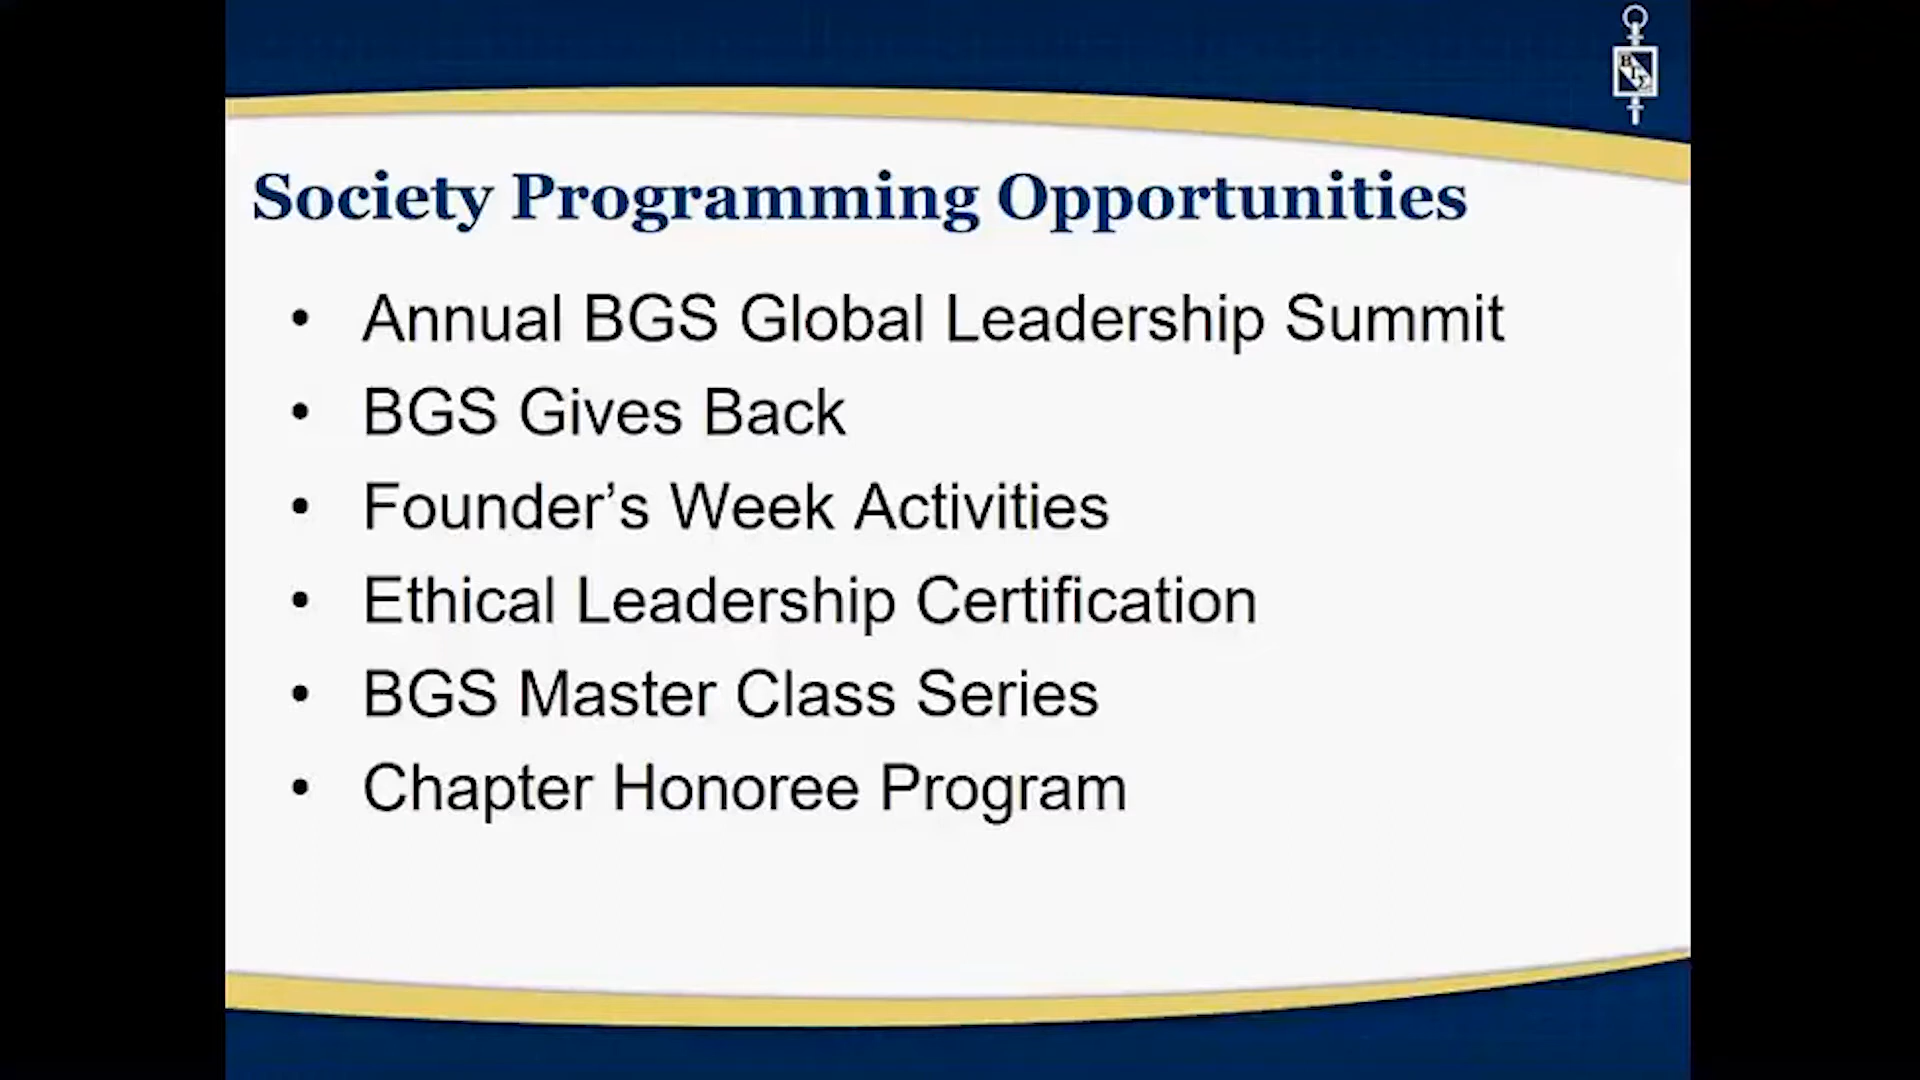 Society Programming Opportunities
• Annual BGS Global Leadership Summit
• BGS Gives Back
• Founder’s Week Activities
• Ethical Leadership Certification
• BGS Master Class Series
• Chapter Honoree Program